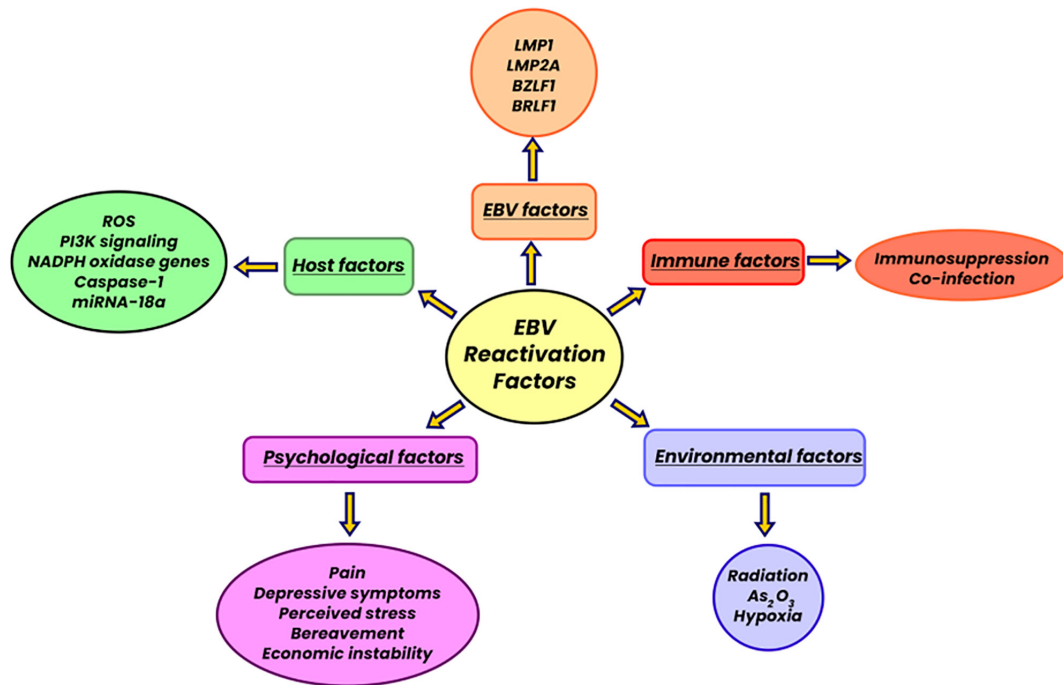 LMP1
LMP2A
BZLF1
BRLF1
EBV factors
ROS
PI3K signaling
NADPH oxidase genes
Caspase-1
miRNA-18a
Host factors
Immune factors
Immunosuppression
Co-infection
EBV
Reactivation
Factors
Psychological factors
Environmental factors
Pain
Depressive symptoms
Perceived stress
Bereavement
Economic instability
Radiation
As₂O₃
Hypoxia